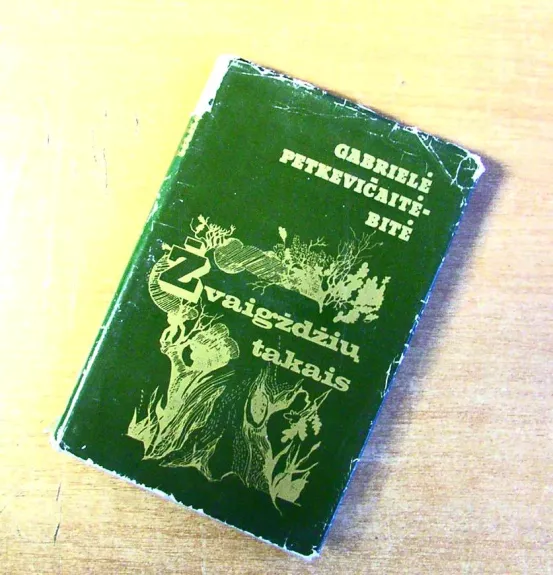 GABRIELĖ
PETKEVIČAITĖ-
BITĖ
Žvaigždžių
takais